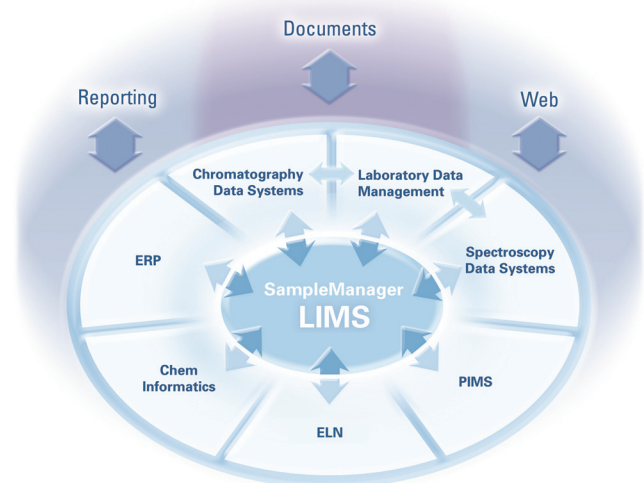 Documents
Reporting
Web
Chromatography
Data Systems
Laboratory Data
Management
ERP
Spectroscopy
Data Systems
SampleManager
LIMS
Chem
Informatics
PIMS
ELN